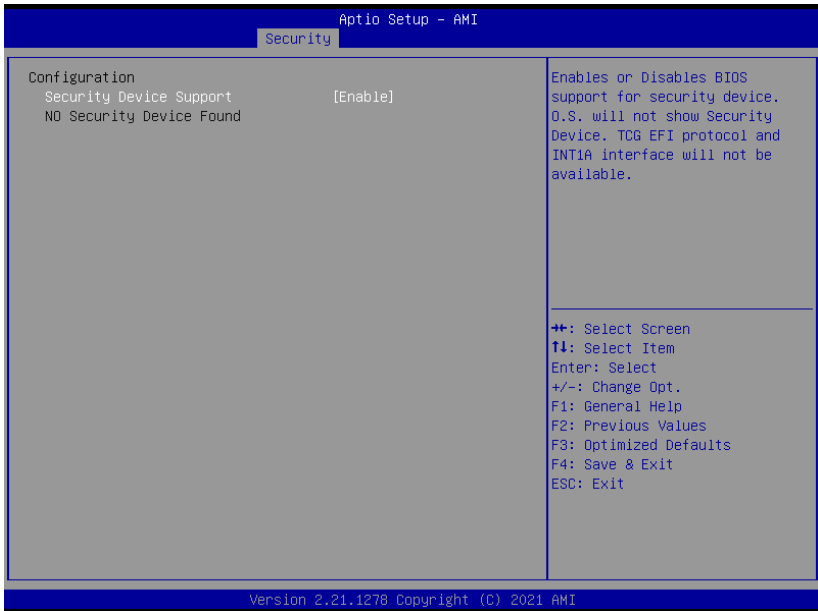 Aptio Setup – AMI
Security
Configuration
Security Device Support [Enable]
NO Security Device Found
Enables or Disables BIOS
support for security device.
O.S. will not show Security
Device. TCG EFI protocol and
INT1A interface will not be
available.
→←: Select Screen
↑↓: Select Item
Enter: Select
+/-: Change Opt.
F1: General Help
F2: Previous Values
F3: Optimized Defaults
F4: Save & Exit
ESC: Exit
Version 2.21.1278 Copyright (C) 2021 AMI